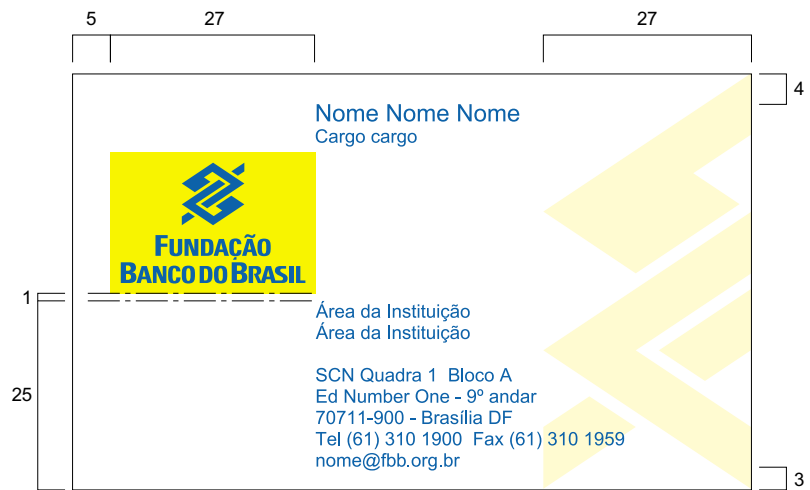 5 27 27
4
Nome Nome Nome
Cargo cargo
FUNDAÇÃO
BANCO DO BRASIL
1
Área da Instituição
Área da Instituição
25
SCN Quadra 1 Bloco A
Ed Number One - 9º andar
70711-900 - Brasília DF
Tel (61) 310 1900 Fax (61) 310 1959
nome@fbb.org.br
3